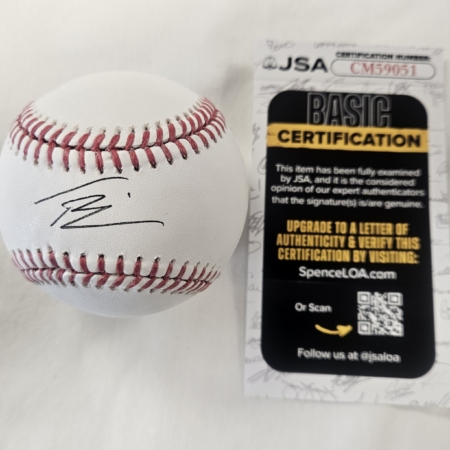 JSA
CERTIFICATION NUMBER:
CM59051
BASIC
CERTIFICATION
This item has been fully examined
by JSA, and it is the considered
opinion of our expert authenticators
that the signature(s) is/are genuine.
UPGRADE TO A LETTER OF
AUTHENTICITY & VERIFY THIS
CERTIFICATION BY VISITING:
SpenceLOA.com
Or Scan
Follow us at @jsaloa